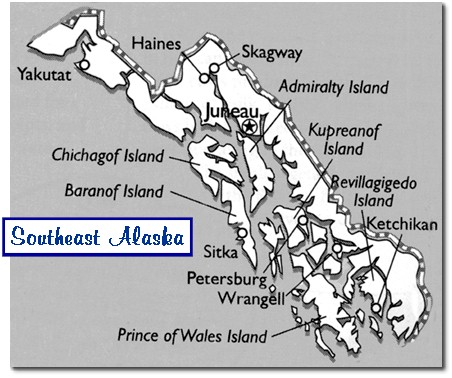 Haines
Skagway
Yakutat
Admiralty Island
Juneau
Kupreanof
Island
Chichagof Island
Revillagigedo
Island
Baranof Island
Ketchikan
Southeast Alaska
Sitka
Petersburg
Wrangell
Prince of Wales Island